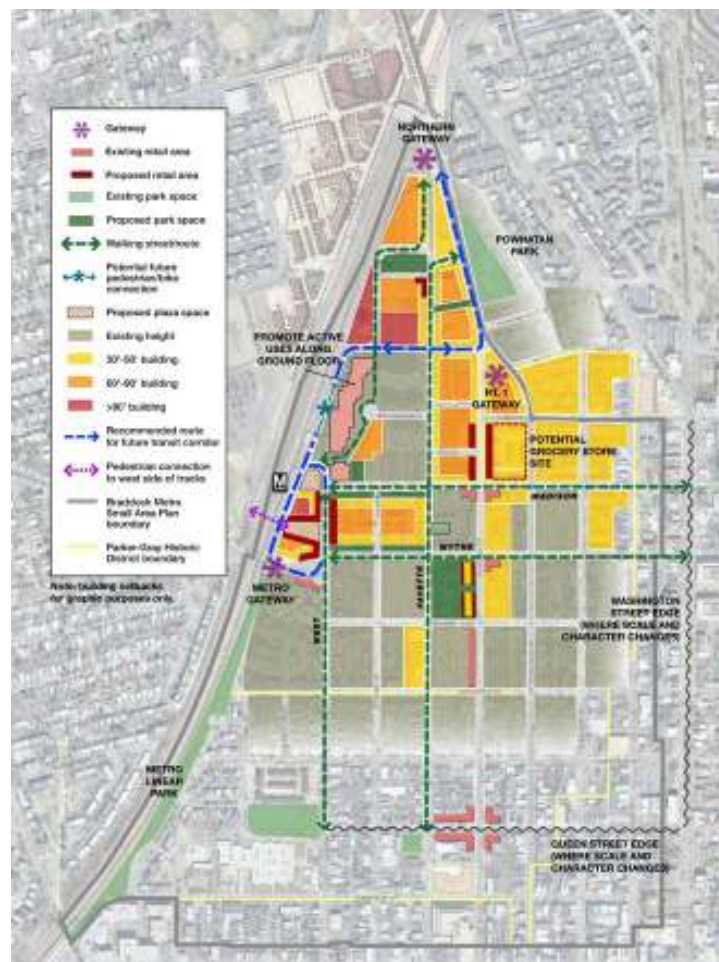 NORTHERN
GATEWAY
Gateway
Existing retail area
Proposed retail area
Existing park space
Proposed park space
Walking street/route
Potential future
pedestrian/bike
connection
Proposed plaza space
Existing height
30'-50' building
60'-90' building
>90' building
Recommended route
for future transit corridor
Pedestrian connection
to west side of tracks
Braddock Metro
Small Area Plan
boundary
Parker-Gray Historic
District boundary
Note: building setbacks
for graphic purposes only.
POWHATAN
PARK
PROMOTE ACTIVE
USES ALONG
GROUND FLOOR
RT. 1
GATEWAY
POTENTIAL
GROCERY STORE
SITE
M
MADISON
WYTHE
METRO
GATEWAY
WEST
FAYETTE
WASHINGTON
STREET EDGE
(WHERE SCALE AND
CHARACTER CHANGES)
METRO
LINEAR
PARK
QUEEN STREET EDGE
(WHERE SCALE AND
CHARACTER CHANGES)